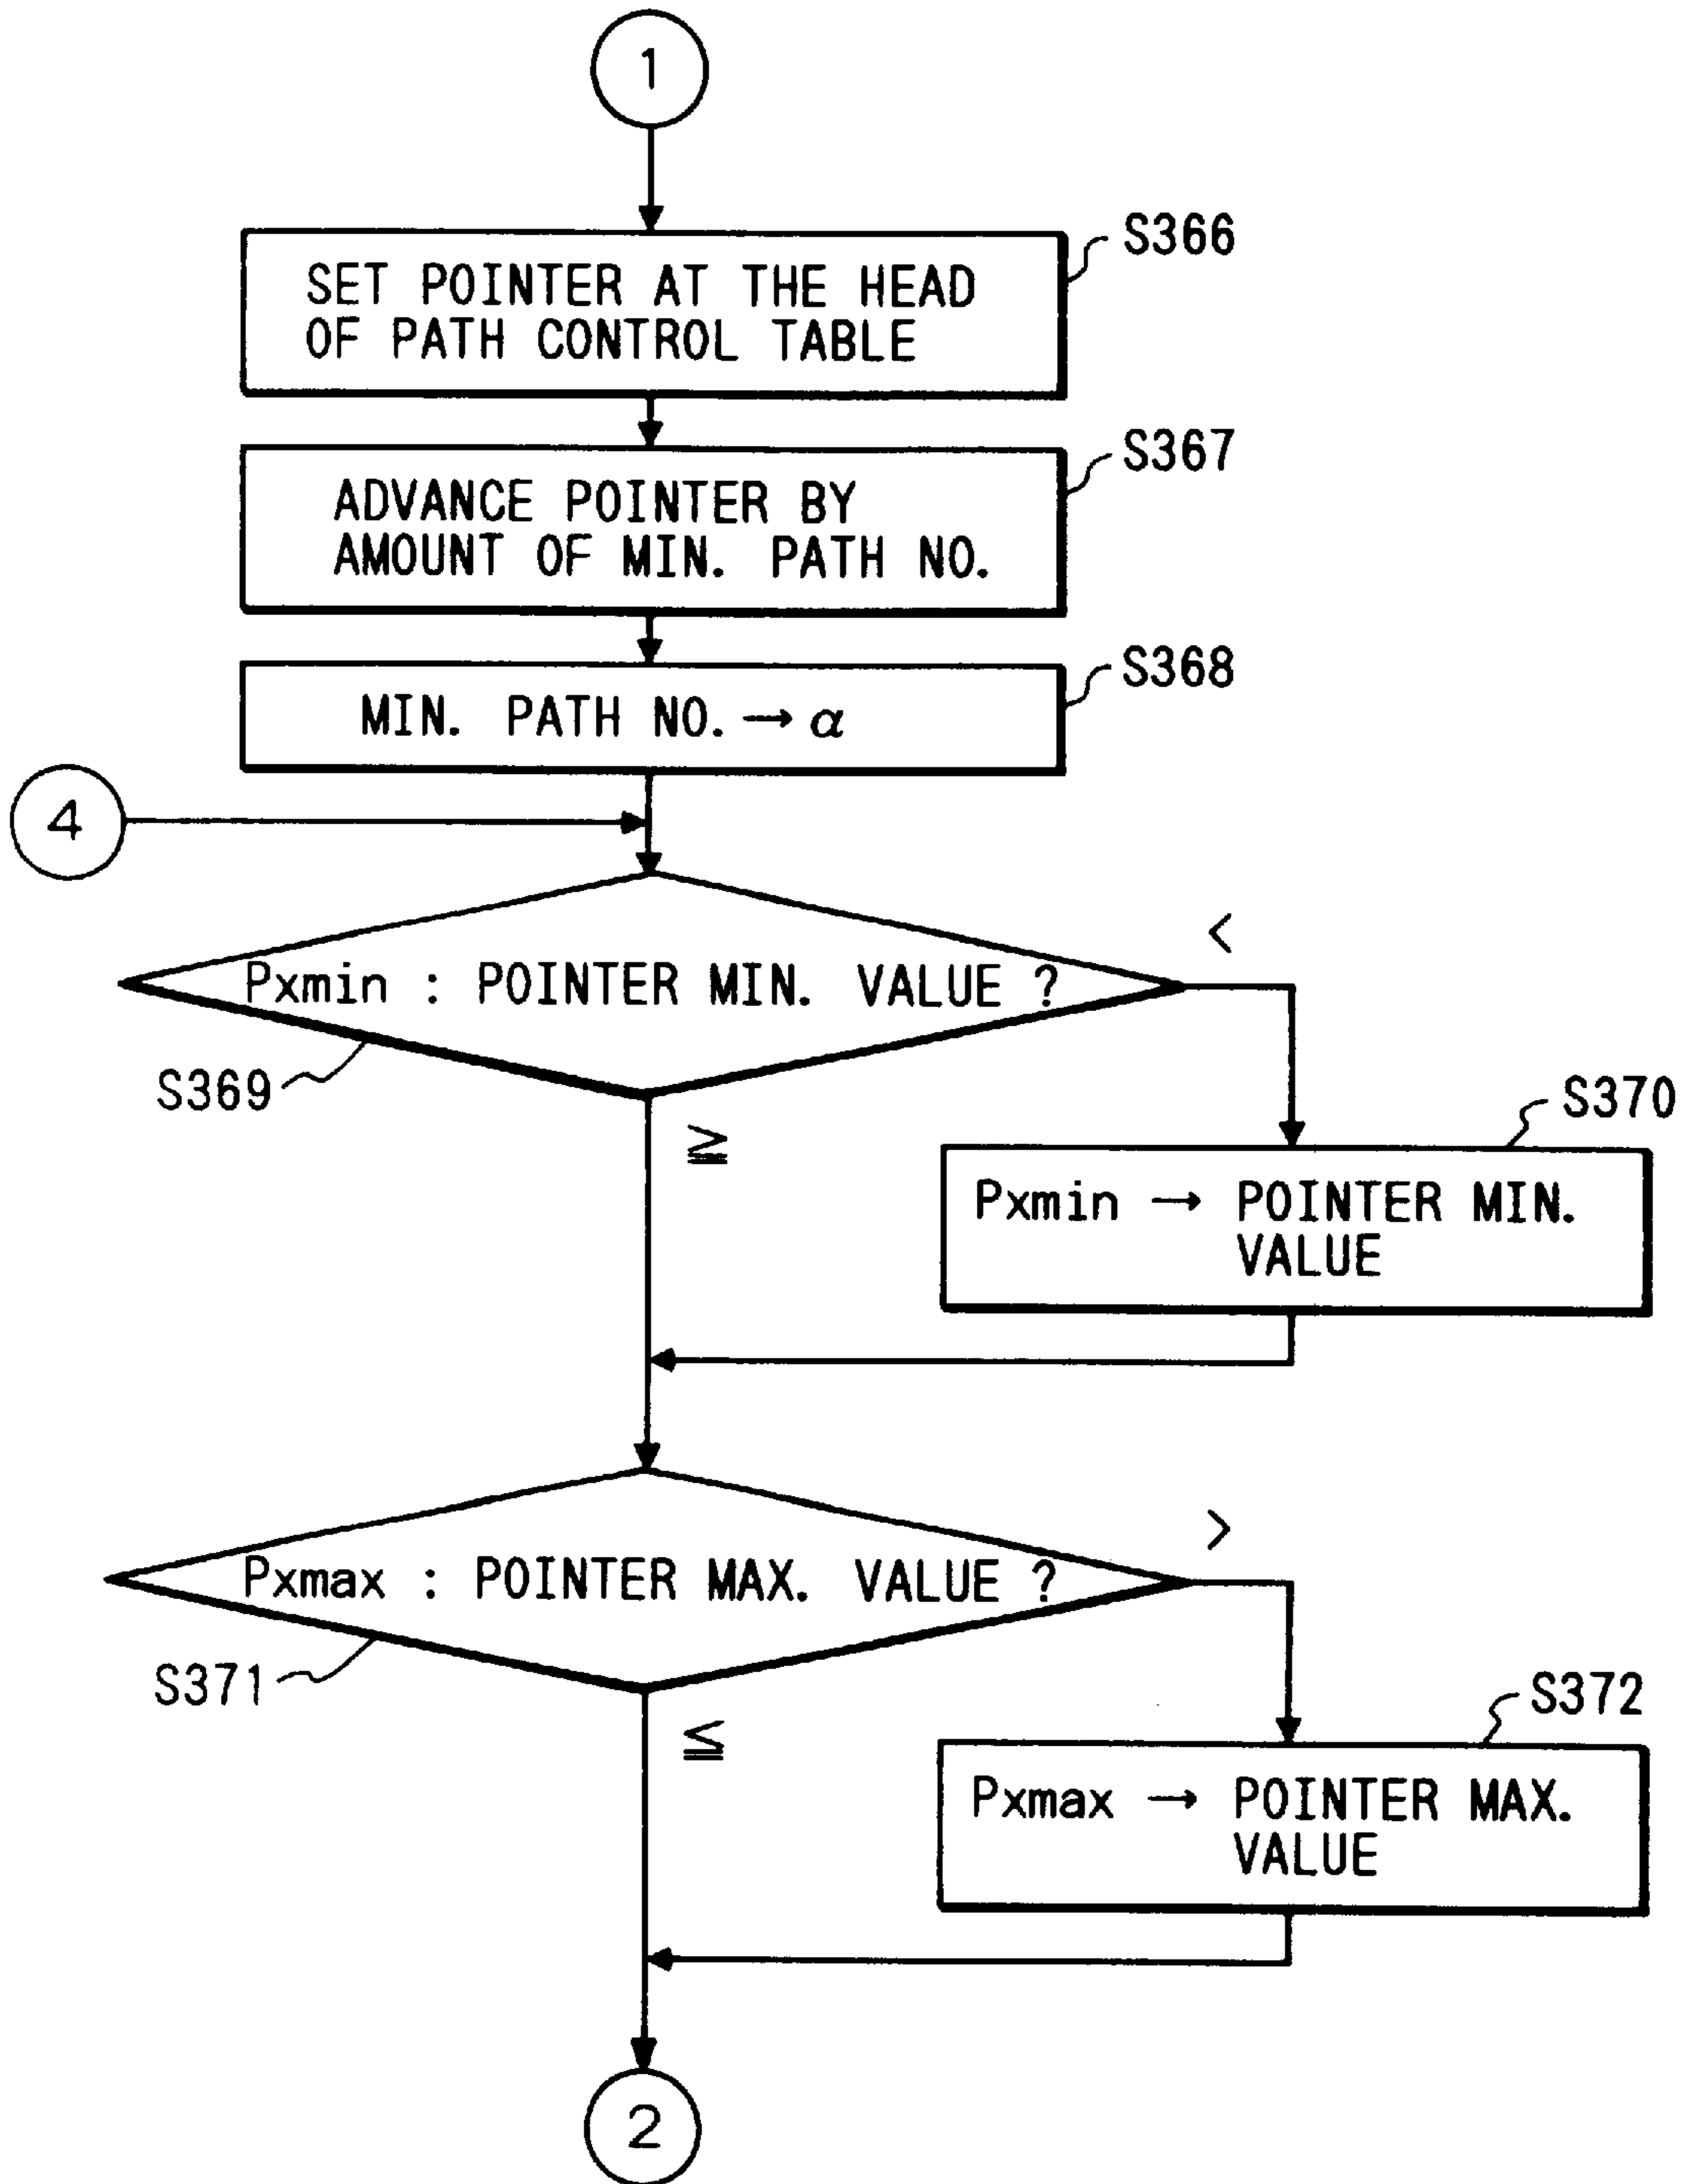 1
S366
SET POINTER AT THE HEAD
OF PATH CONTROL TABLE
S367
ADVANCE POINTER BY
AMOUNT OF MIN. PATH NO.
S368
MIN. PATH NO. → α
4
<
Pxmin : POINTER MIN. VALUE ?
S369
≧
S370
Pxmin → POINTER MIN.
VALUE
>
Pxmax : POINTER MAX. VALUE ?
S371
≦
S372
Pxmax → POINTER MAX.
VALUE
2